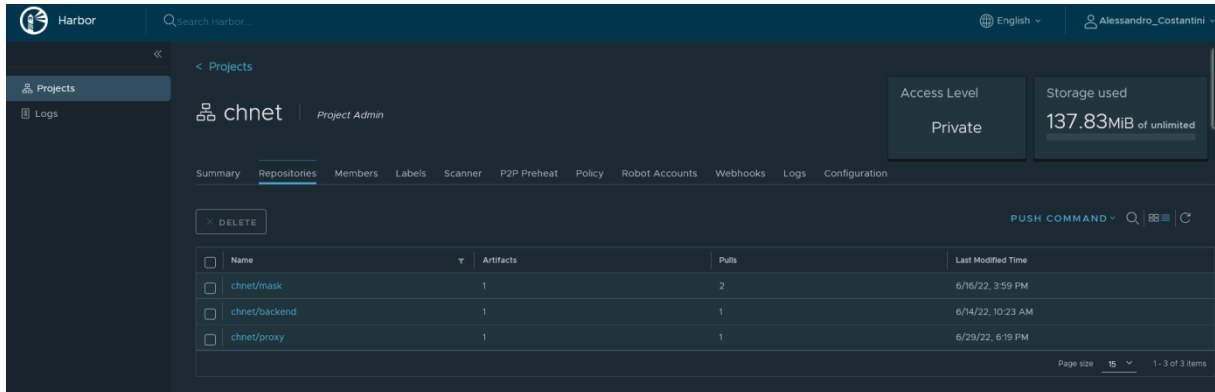 Harbor
Search Harbor...
English
Alessandro_Costantini
Projects
Logs
< Projects
chnet
Project Admin
Access Level
Private
Storage used
137.83MiB of unlimited
Summary Repositories Members Labels Scanner P2P Preheat Policy Robot Accounts Webhooks Logs Configuration
DELETE
PUSH COMMAND
Name Artifacts Pulls Last Modified Time
chnet/mask 1 2 6/16/22, 3:59 PM
chnet/backend 1 1 6/14/22, 10:23 AM
chnet/proxy 1 1 6/29/22, 6:19 PM
Page size 15 1 - 3 of 3 items